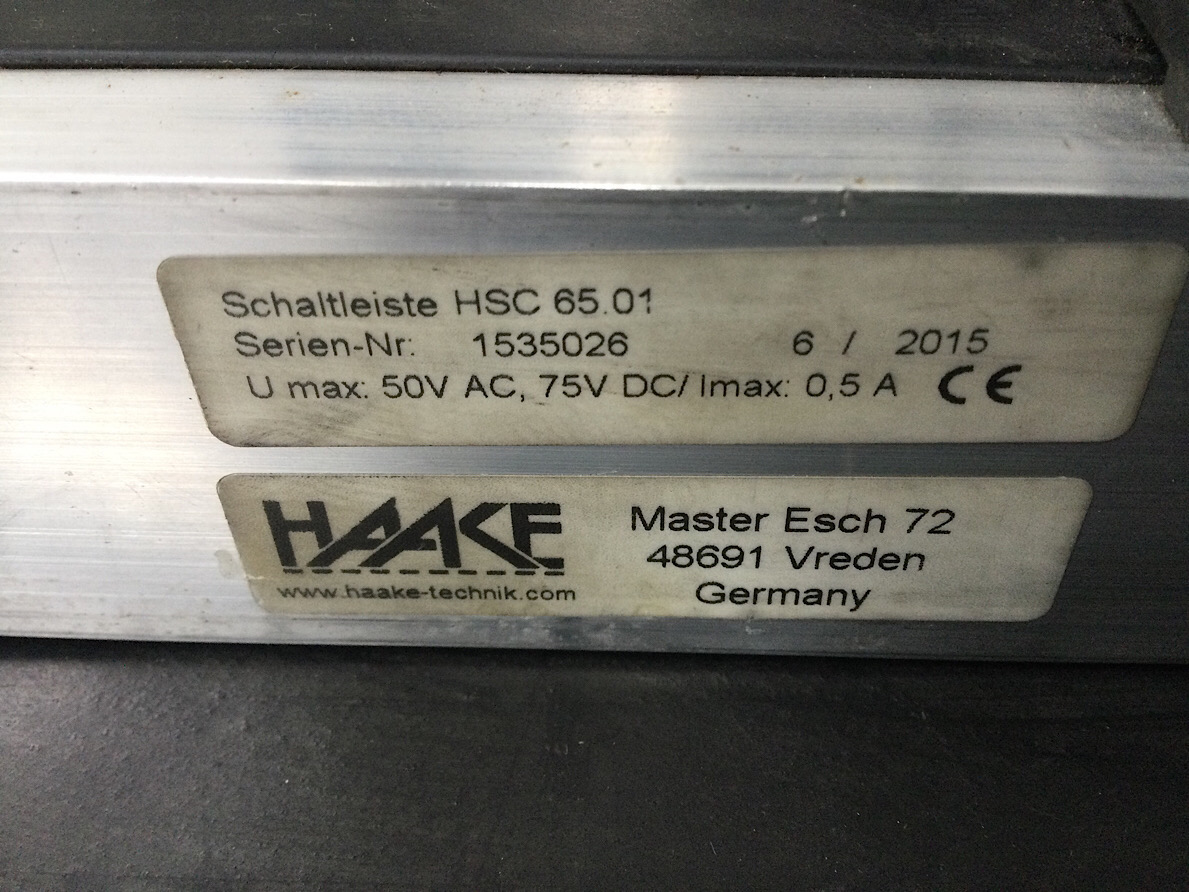 Schaltleiste HSC 65.01
Serien-Nr: 1535026 6 / 2015
U max: 50V AC, 75V DC/ Imax: 0,5 A CE
HAAKE
www.haake-technik.com
Master Esch 72
48691 Vreden
Germany